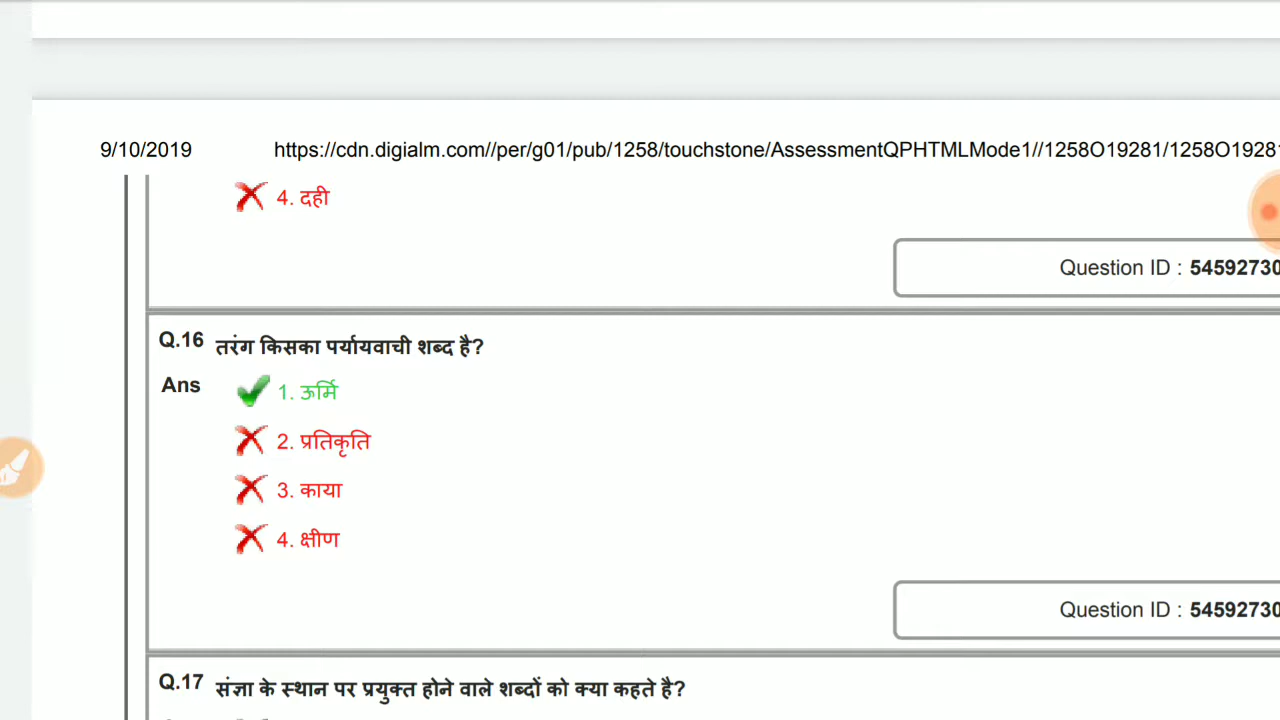 9/10/2019 https://cdn.digialm.com//per/g01/pub/1258/touchstone/AssessmentQPHTMLMode1//1258O19281/1258O1928
4. दही
Question ID : 54592730
Q.16 तरंग किसका पर्यायवाची शब्द है?
Ans 1. ऊर्मि
2. प्रतिकृति
3. काया
4. क्षीण
Question ID : 54592730
Q.17 संज्ञा के स्थान पर प्रयुक्त होने वाले शब्दों को क्या कहते है?